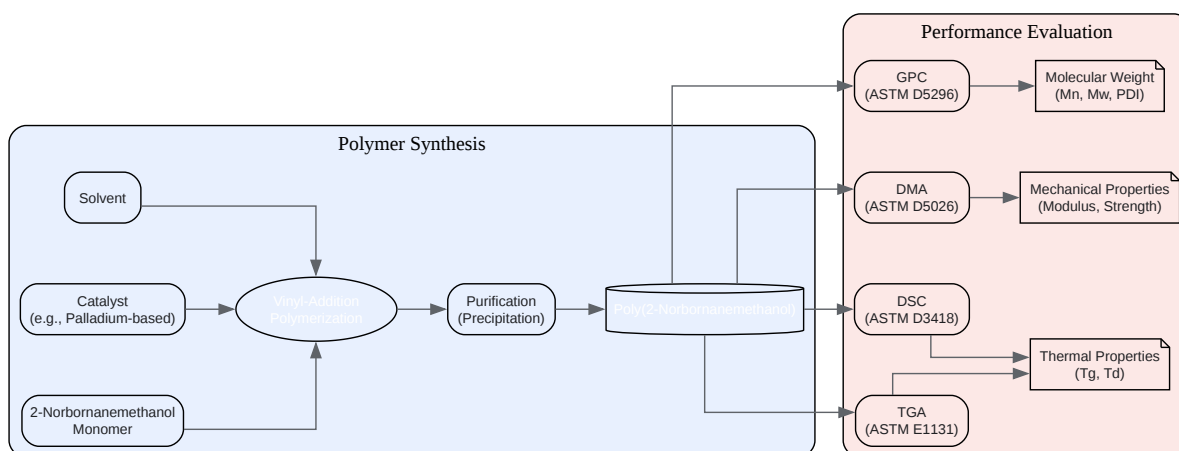 Polymer Synthesis
Solvent
Catalyst
(e.g., Palladium-based)
2-Norbornanemethanol
Monomer
Vinyl-Addition
Polymerization
Purification
(Precipitation)
Poly(2-Norbornanemethanol)
Performance Evaluation
GPC
(ASTM D5296)
Molecular Weight
(Mn, Mw, PDI)
DMA
(ASTM D5026)
Mechanical Properties
(Modulus, Strength)
DSC
(ASTM D3418)
Thermal Properties
(Tg, Td)
TGA
(ASTM E1131)